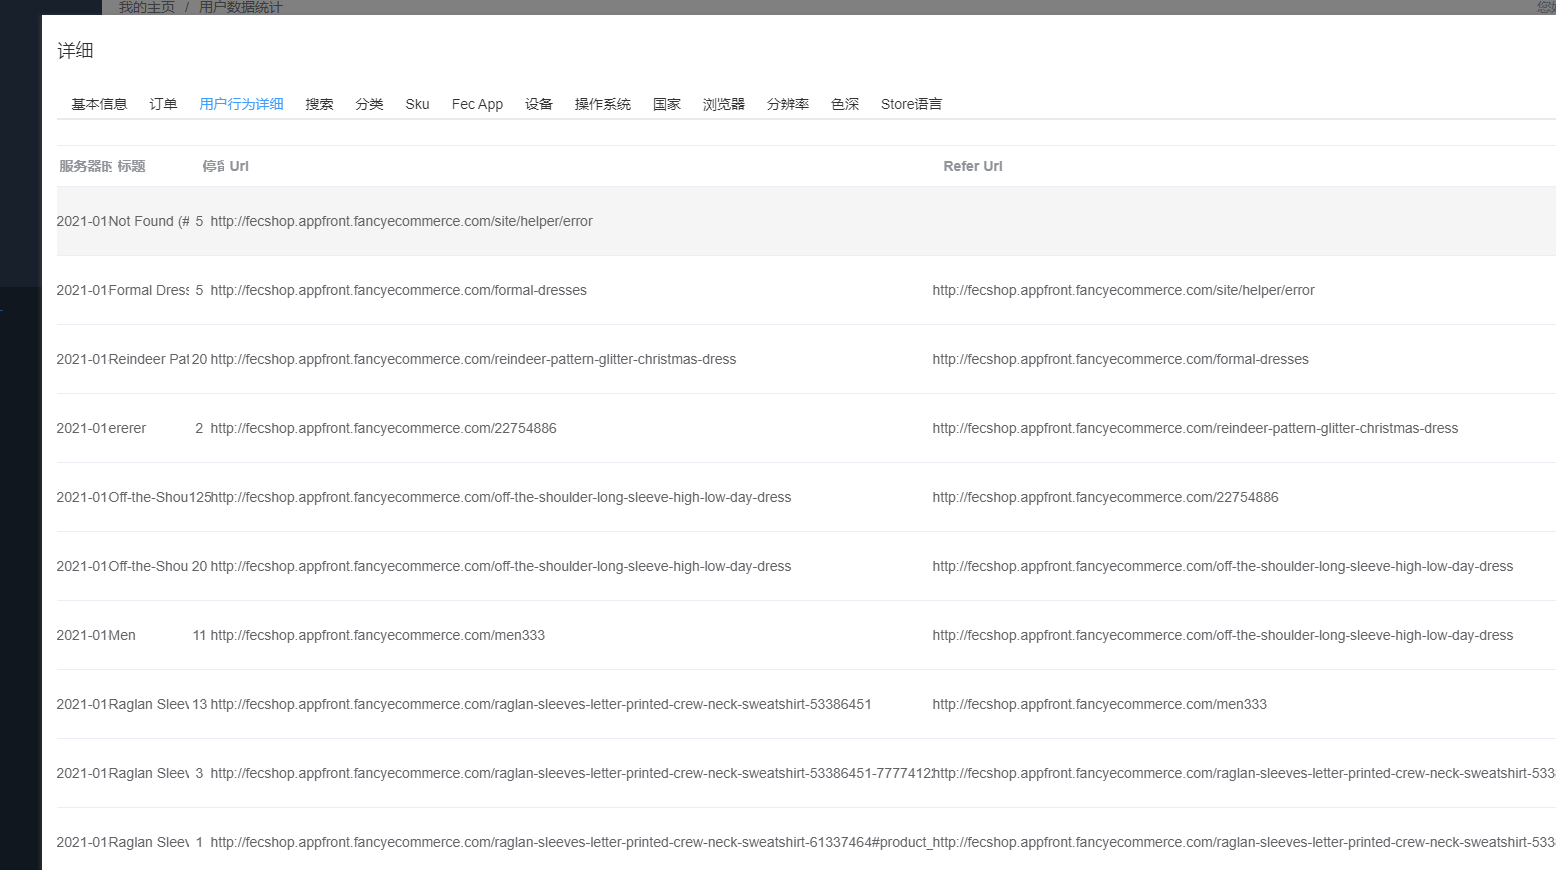 我的主页 / 用户数据统计
详细
基本信息 订单 用户行为详细 搜索 分类 Sku Fec App 设备 操作系统 国家 浏览器 分辨率 色深 Store语言
服务器 标题 停留 Url Refer Url
2021-01 Not Found (# 5 http://fecshop.appfront.fancyecommerce.com/site/helper/error
2021-01 Formal Dress 5 http://fecshop.appfront.fancyecommerce.com/formal-dresses http://fecshop.appfront.fancyecommerce.com/site/helper/error
2021-01 Reindeer Pat 20 http://fecshop.appfront.fancyecommerce.com/reindeer-pattern-glitter-christmas-dress http://fecshop.appfront.fancyecommerce.com/formal-dresses
2021-01 ererer 2 http://fecshop.appfront.fancyecommerce.com/22754886 http://fecshop.appfront.fancyecommerce.com/reindeer-pattern-glitter-christmas-dress
2021-01 Off-the-Shou 125 http://fecshop.appfront.fancyecommerce.com/off-the-shoulder-long-sleeve-high-low-day-dress http://fecshop.appfront.fancyecommerce.com/22754886
2021-01 Off-the-Shou 20 http://fecshop.appfront.fancyecommerce.com/off-the-shoulder-long-sleeve-high-low-day-dress http://fecshop.appfront.fancyecommerce.com/off-the-shoulder-long-sleeve-high-low-day-dress
2021-01 Men 11 http://fecshop.appfront.fancyecommerce.com/men333 http://fecshop.appfront.fancyecommerce.com/off-the-shoulder-long-sleeve-high-low-day-dress
2021-01 Raglan Sleev 13 http://fecshop.appfront.fancyecommerce.com/raglan-sleeves-letter-printed-crew-neck-sweatshirt-53386451 http://fecshop.appfront.fancyecommerce.com/men333
2021-01 Raglan Sleev 3 http://fecshop.appfront.fancyecommerce.com/raglan-sleeves-letter-printed-crew-neck-sweatshirt-53386451-7777412 http://fecshop.appfront.fancyecommerce.com/raglan-sleeves-letter-printed-crew-neck-sweatshirt-533
2021-01 Raglan Sleev 1 http://fecshop.appfront.fancyecommerce.com/raglan-sleeves-letter-printed-crew-neck-sweatshirt-61337464#product_ http://fecshop.appfront.fancyecommerce.com/raglan-sleeves-letter-printed-crew-neck-sweatshirt-533